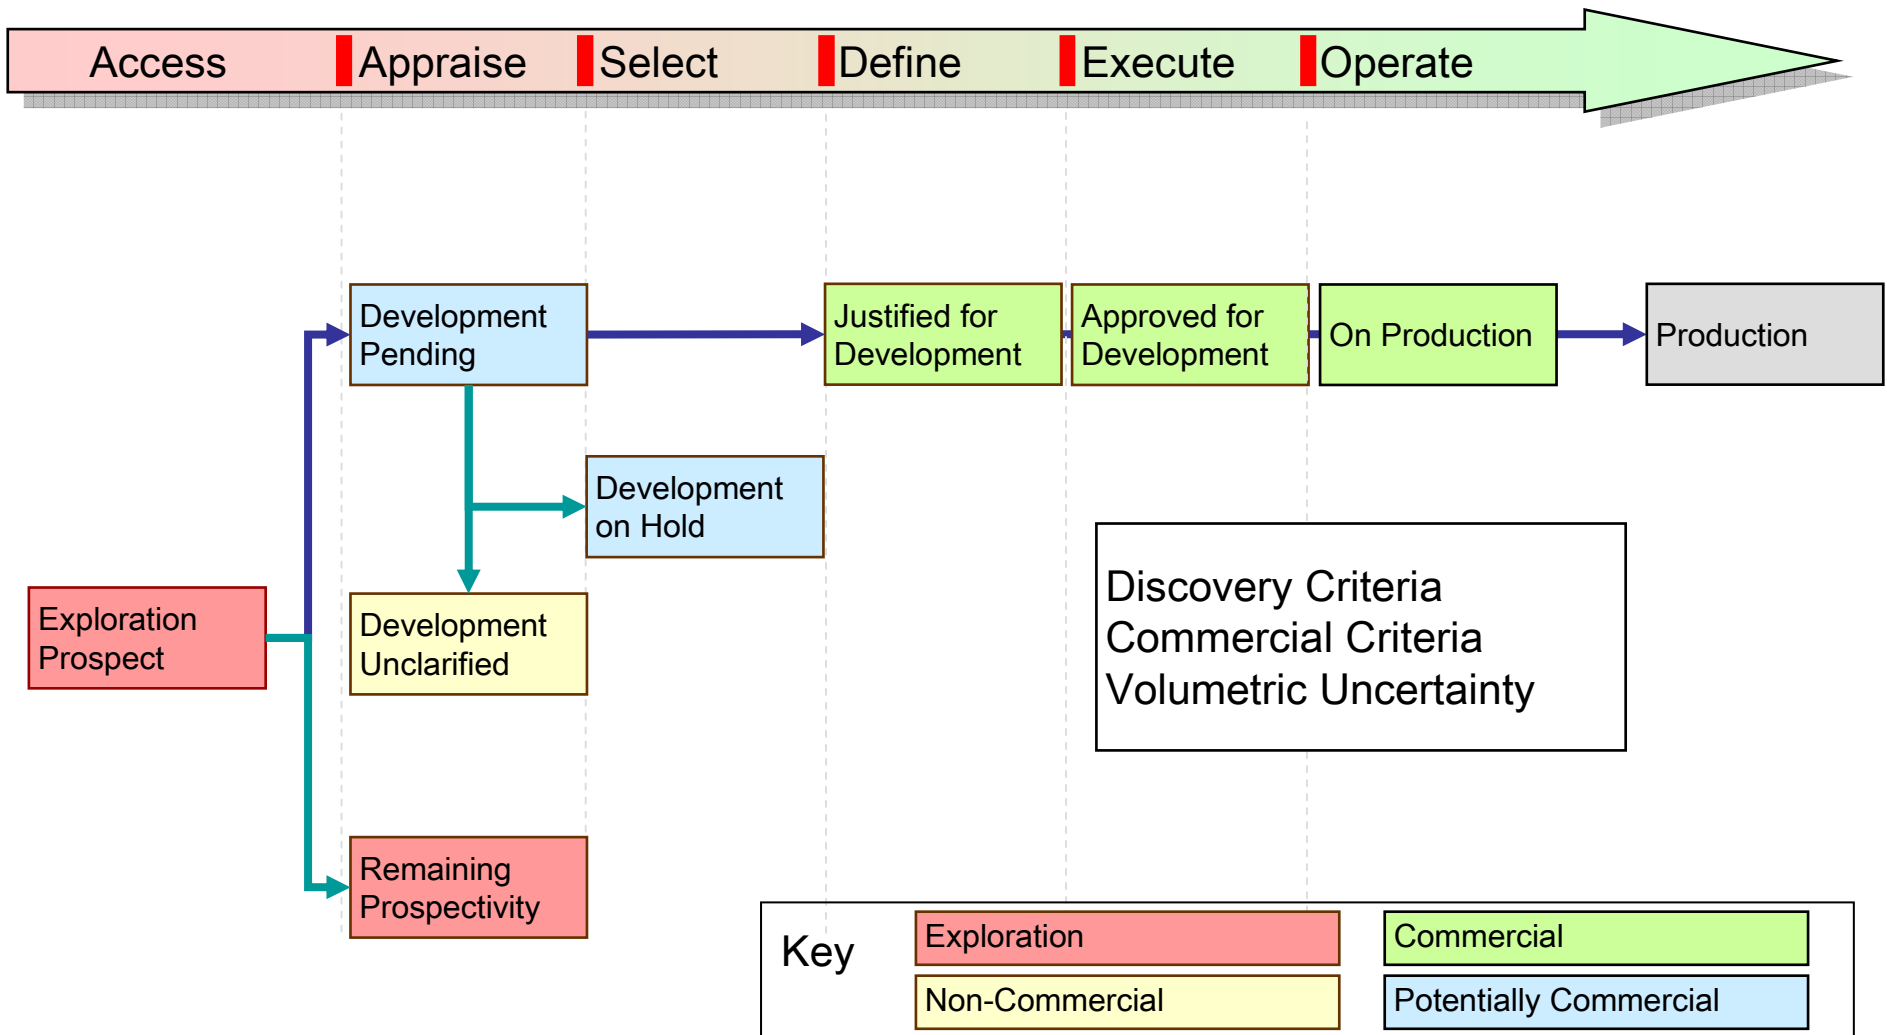 Access
Appraise
Select
Define
Execute
Operate
Development
Pending
Justified for
Development
Approved for
Development
On Production
Production
Development
on Hold
Exploration
Prospect
Development
Unclarified
Discovery Criteria
Commercial Criteria
Volumetric Uncertainty
Remaining
Prospectivity
Key
Exploration
Commercial
Non-Commercial
Potentially Commercial